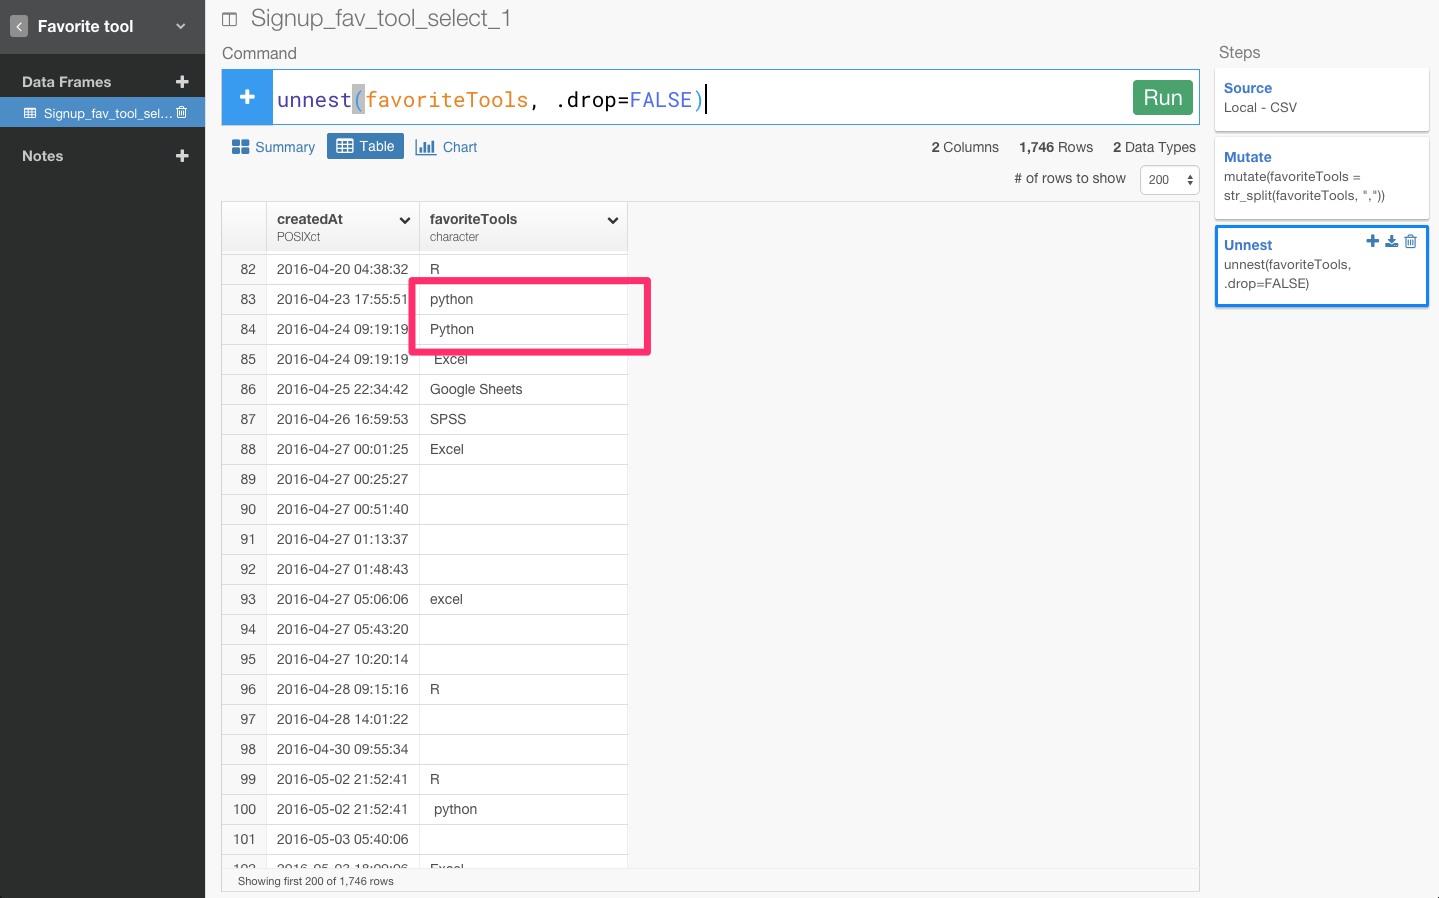 Favorite tool
Data Frames
Signup_fav_tool_sel...
Notes
Signup_fav_tool_select_1
Command
unnest(favoriteTools, .drop=FALSE)
Run
Summary Table Chart
2 Columns 1,746 Rows 2 Data Types
# of rows to show 200
createdAt favoriteTools
POSIXct character
82 2016-04-20 04:38:32 R
83 2016-04-23 17:55:51 python
84 2016-04-24 09:19:19 Python
85 2016-04-24 09:19:19 Excel
86 2016-04-25 22:34:42 Google Sheets
87 2016-04-26 16:59:53 SPSS
88 2016-04-27 00:01:25 Excel
89 2016-04-27 00:25:27
90 2016-04-27 00:51:40
91 2016-04-27 01:13:37
92 2016-04-27 01:48:43
93 2016-04-27 05:06:06 excel
94 2016-04-27 05:43:20
95 2016-04-27 10:20:14
96 2016-04-28 09:15:16 R
97 2016-04-28 14:01:22
98 2016-04-30 09:55:34
99 2016-05-02 21:52:41 R
100 2016-05-02 21:52:41 python
101 2016-05-03 05:40:06
102 2016-05-03 18:09:06 Excel
Showing first 200 of 1,746 rows
Steps
Source
Local - CSV
Mutate
mutate(favoriteTools =
str_split(favoriteTools, ","))
Unnest
unnest(favoriteTools,
.drop=FALSE)